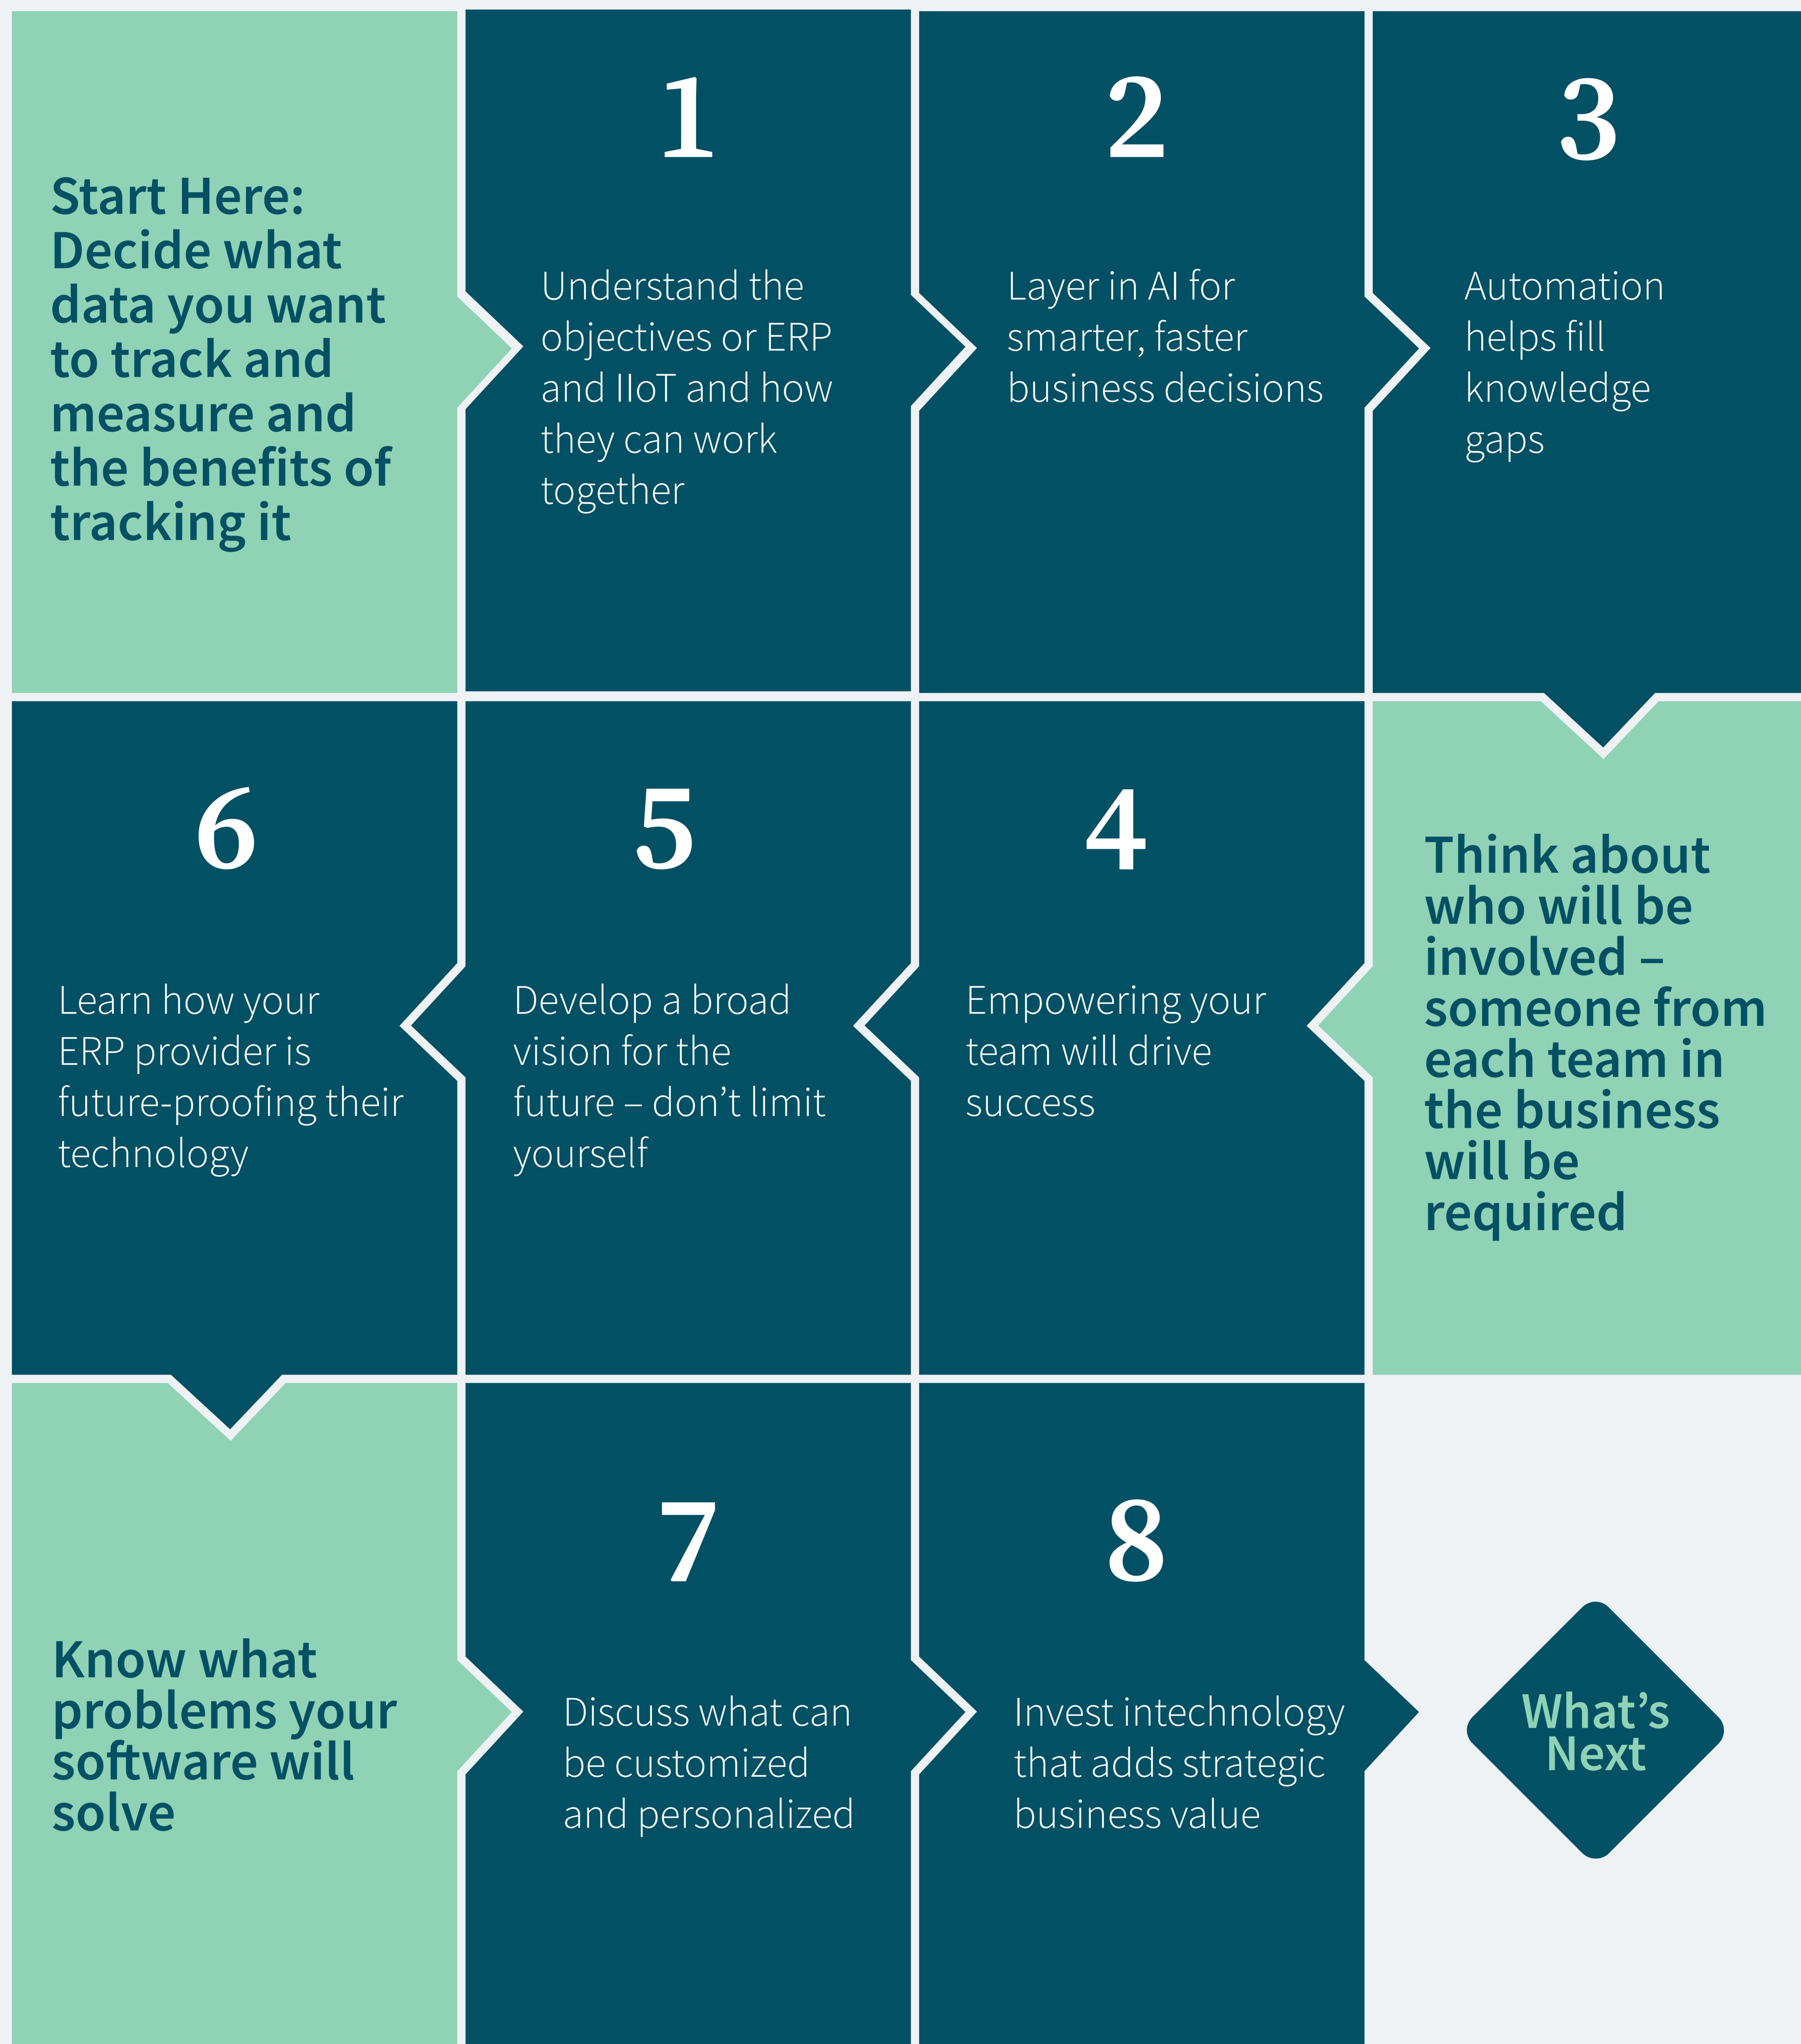 Start Here:
Decide what
data you want
to track and
measure and
the benefits of
tracking it
1
Understand the
objectives or ERP
and IIoT and how
they can work
together
2
Layer in AI for
smarter, faster
business decisions
3
Automation
helps fill
knowledge
gaps
Think about
who will be
involved –
someone from
each team in
the business
will be
required
4
Empowering your
team will drive
success
5
Develop a broad
vision for the
future – don’t limit
yourself
6
Learn how your
ERP provider is
future-proofing their
technology
Know what
problems your
software will
solve
7
Discuss what can
be customized
and personalized
8
Invest intechnology
that adds strategic
business value
What’s
Next